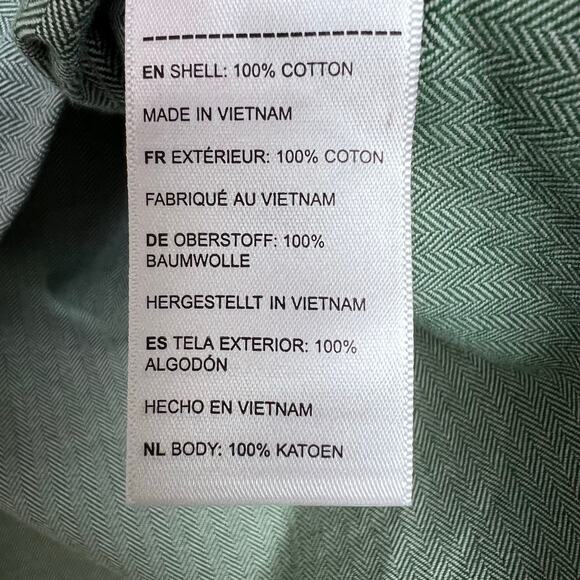 EN SHELL: 100% COTTON
MADE IN VIETNAM
FR EXTÉRIEUR: 100% COTON
FABRIQUÉ AU VIETNAM
DE OBERSTOFF: 100%
BAUMWOLLE
HERGESTELLT IN VIETNAM
ES TELA EXTERIOR: 100%
ALGODÓN
HECHO EN VIETNAM
NL BODY: 100% KATOEN